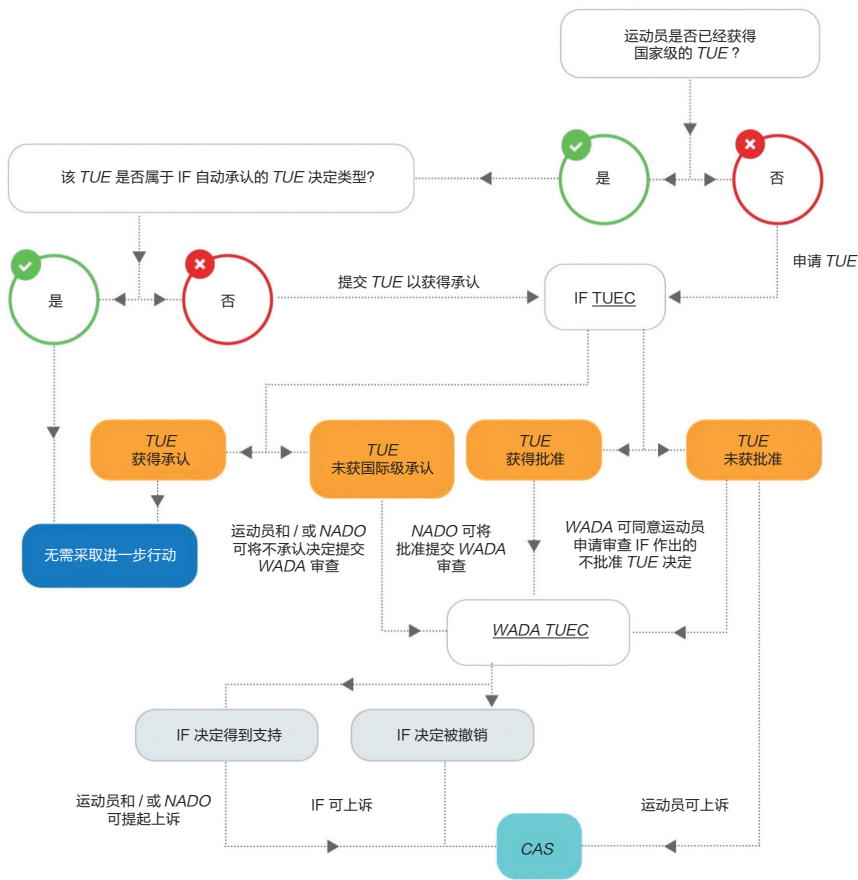 运动员是否已经获得
国家级的 TUE ?
是
否
该 TUE 是否属于 IF 自动承认的 TUE 决定类型?
是
否
提交 TUE 以获得承认
申请 TUE
IF TUEC
TUE
获得承认
TUE
未获国际级承认
TUE
获得批准
TUE
未获批准
无需采取进一步行动
运动员和 / 或 NADO
可将不承认决定提交
WADA 审查
NADO 可将
批准提交 WADA
审查
WADA 可同意运动员
申请审查 IF 作出的
不批准 TUE 决定
WADA TUEC
IF 决定得到支持
IF 决定被撤销
运动员和 / 或 NADO
可提起上诉
IF 可上诉
运动员可上诉
CAS